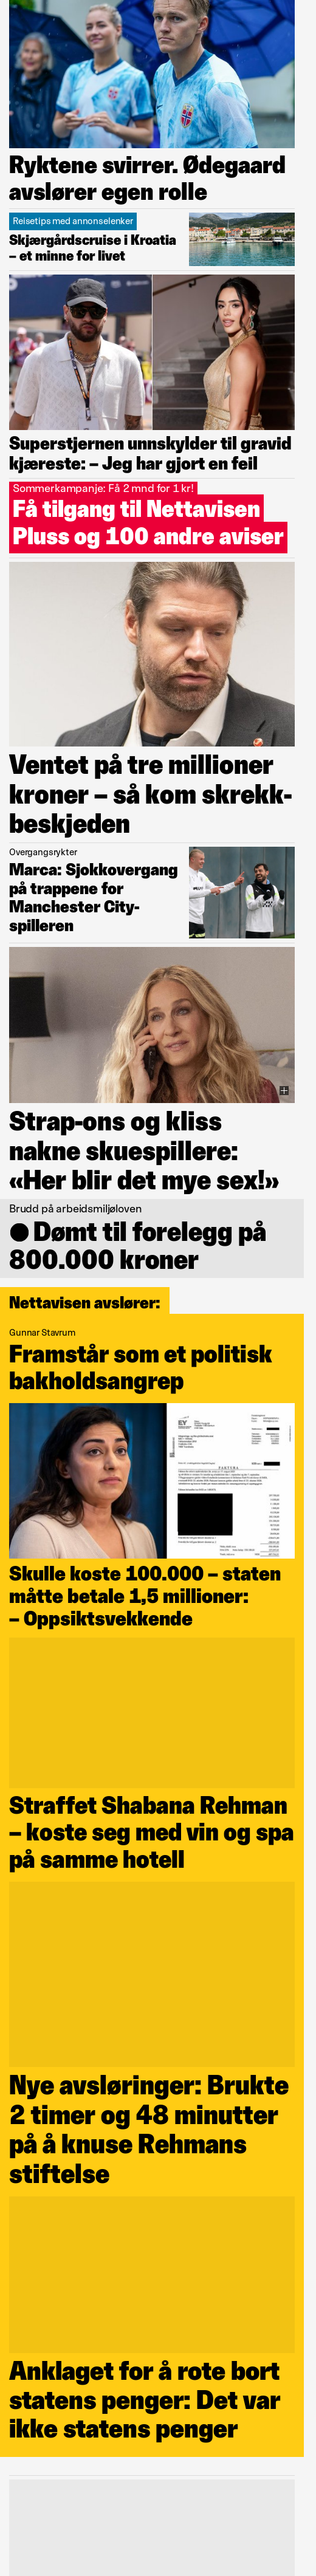 Ryktene svirrer. Ødegaard
avslører egen rolle
Reisetips med annonselenker
Skjærgårdscruise i Kroatia
– et minne for livet
Superstjernen unnskylder til gravid
kjæreste: – Jeg har gjort en feil
Sommerkampanje: Få 2 mnd for 1 kr!
Få tilgang til Nettavisen
Pluss og 100 andre aviser
Ventet på tre millioner
kroner – så kom skrekk-
beskjeden
Overgangsrykter
Marca: Sjokkovergang
på trappene for
Manchester City-
spilleren
Strap-ons og kliss
nakne skuespillere:
«Her blir det mye sex!»
Brudd på arbeidsmiljøloven
● Dømt til forelegg på
800.000 kroner
Nettavisen avslører:
Gunnar Stavrum
Framstår som et politisk
bakholdsangrep
EY
Skulle koste 100.000 – staten
måtte betale 1,5 millioner:
– Oppsiktsvekkende
Straffet Shabana Rehman
– koste seg med vin og spa
på samme hotell
Nye avsløringer: Brukte
2 timer og 48 minutter
på å knuse Rehmans
stiftelse
Anklaget for å rote bort
statens penger: Det var
ikke statens penger